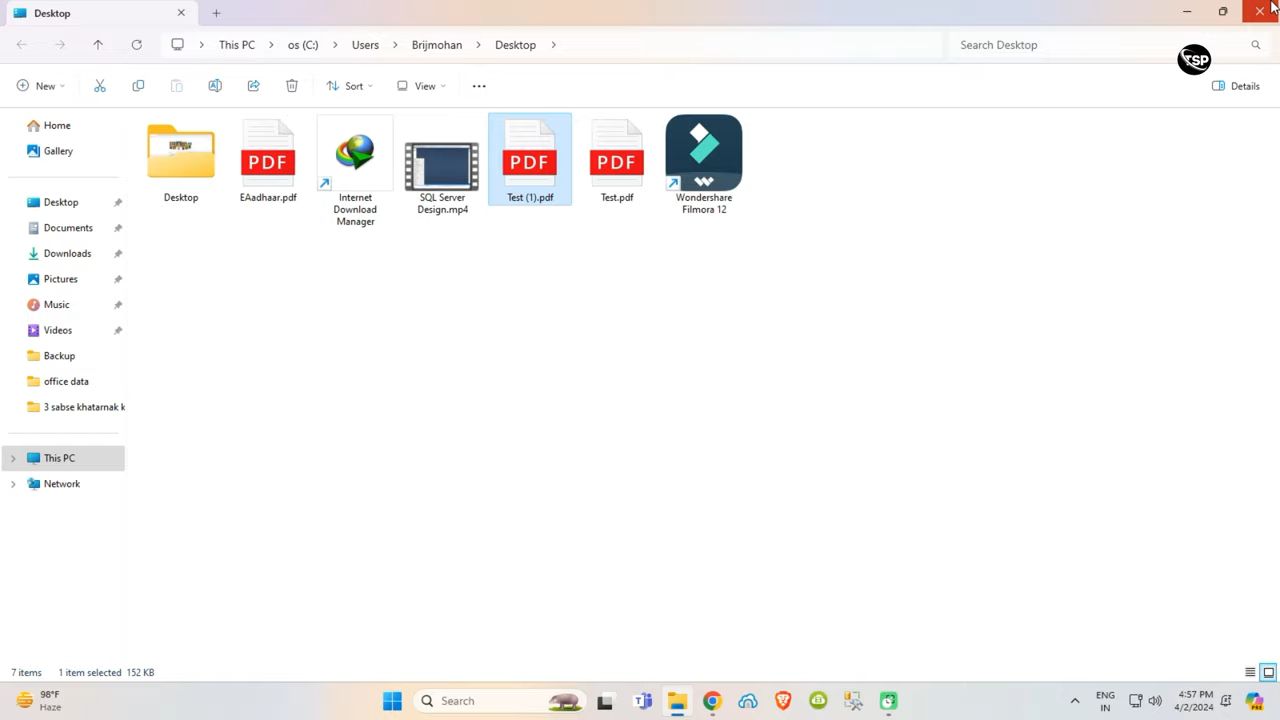 Desktop
This PC
os (C:)
Users
Brijmohan
Desktop
Search Desktop
TSP
New
Sort
View
Details
Home
Gallery
Desktop
Documents
Downloads
Pictures
Music
Videos
Backup
office data
3 sabse khatarnak k
This PC
Network
Desktop
PDF
EAadhaar.pdf
Internet
Download
Manager
SQL Server
Design.mp4
PDF
Test (1).pdf
PDF
Test.pdf
Wondershare
Filmora 12
7 items
1 item selected 152 KB
98°F
Haze
Search
ENG
IN
4:57 PM
4/2/2024